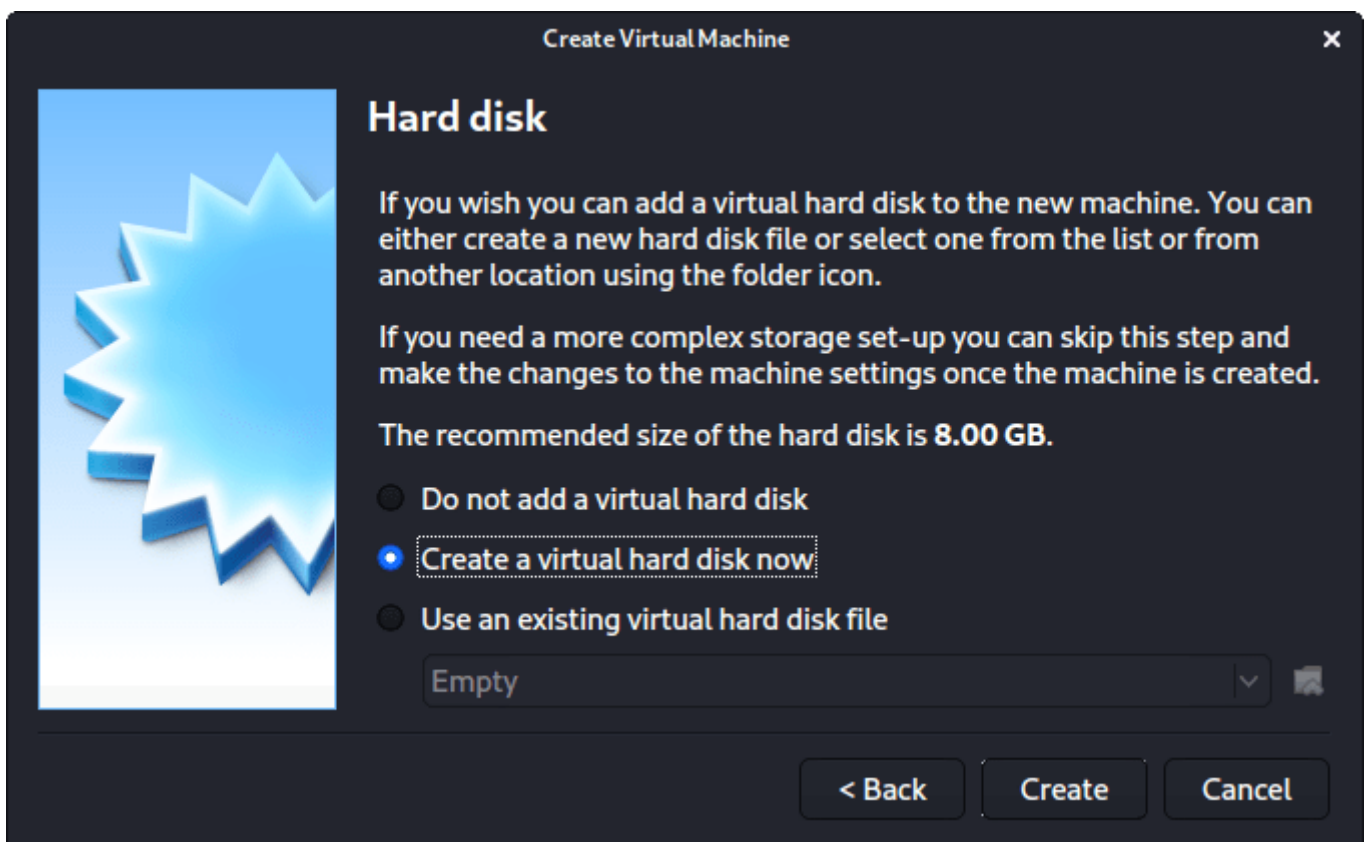 Create Virtual Machine
Hard disk
If you wish you can add a virtual hard disk to the new machine. You can
either create a new hard disk file or select one from the list or from
another location using the folder icon.
If you need a more complex storage set-up you can skip this step and
make the changes to the machine settings once the machine is created.
The recommended size of the hard disk is 8.00 GB.
Do not add a virtual hard disk
Create a virtual hard disk now
Use an existing virtual hard disk file
Empty
< Back Create Cancel